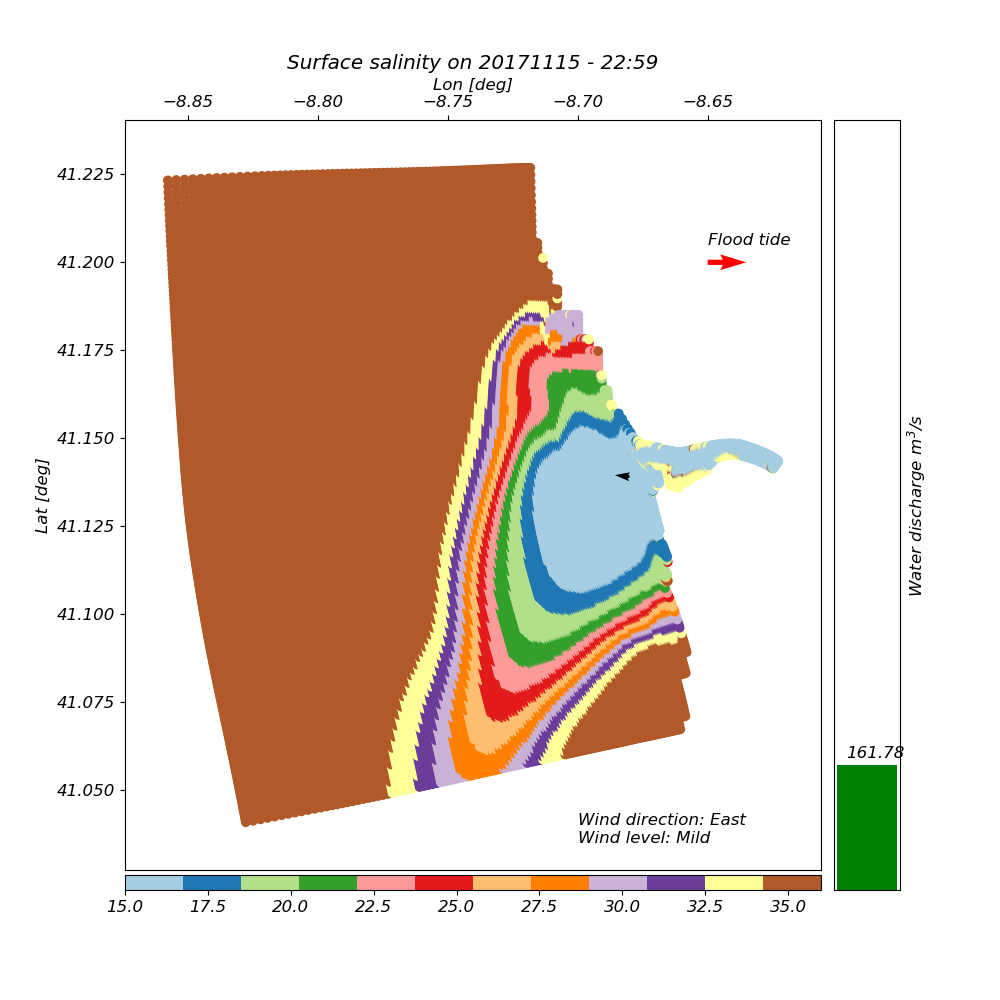 Surface salinity on 20171115 - 22:59
Lon [deg]
−8.85 −8.80 −8.75 −8.70 −8.65
41.225
41.200
41.175
41.150
41.125
41.100
41.075
41.050
Lat [deg]
Flood tide
Wind direction: East
Wind level: Mild
15.0 17.5 20.0 22.5 25.0 27.5 30.0 32.5 35.0
161.78
Water discharge m³/s